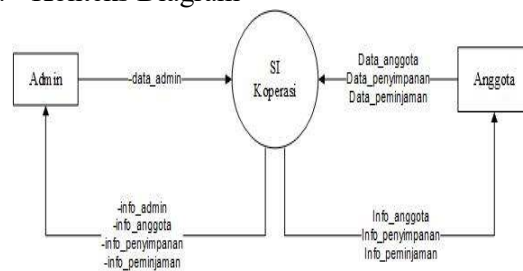 Konteks Diagram
Admin
-data_admin
SI
Koperasi
Data_anggota
Data_penyimpanan
Data_peminjaman
Anggota
-info_admin
-info_anggota
-info_penyimpanan
-info_peminjaman
Info_anggota
Info_penyimpanan
Info_peminjaman